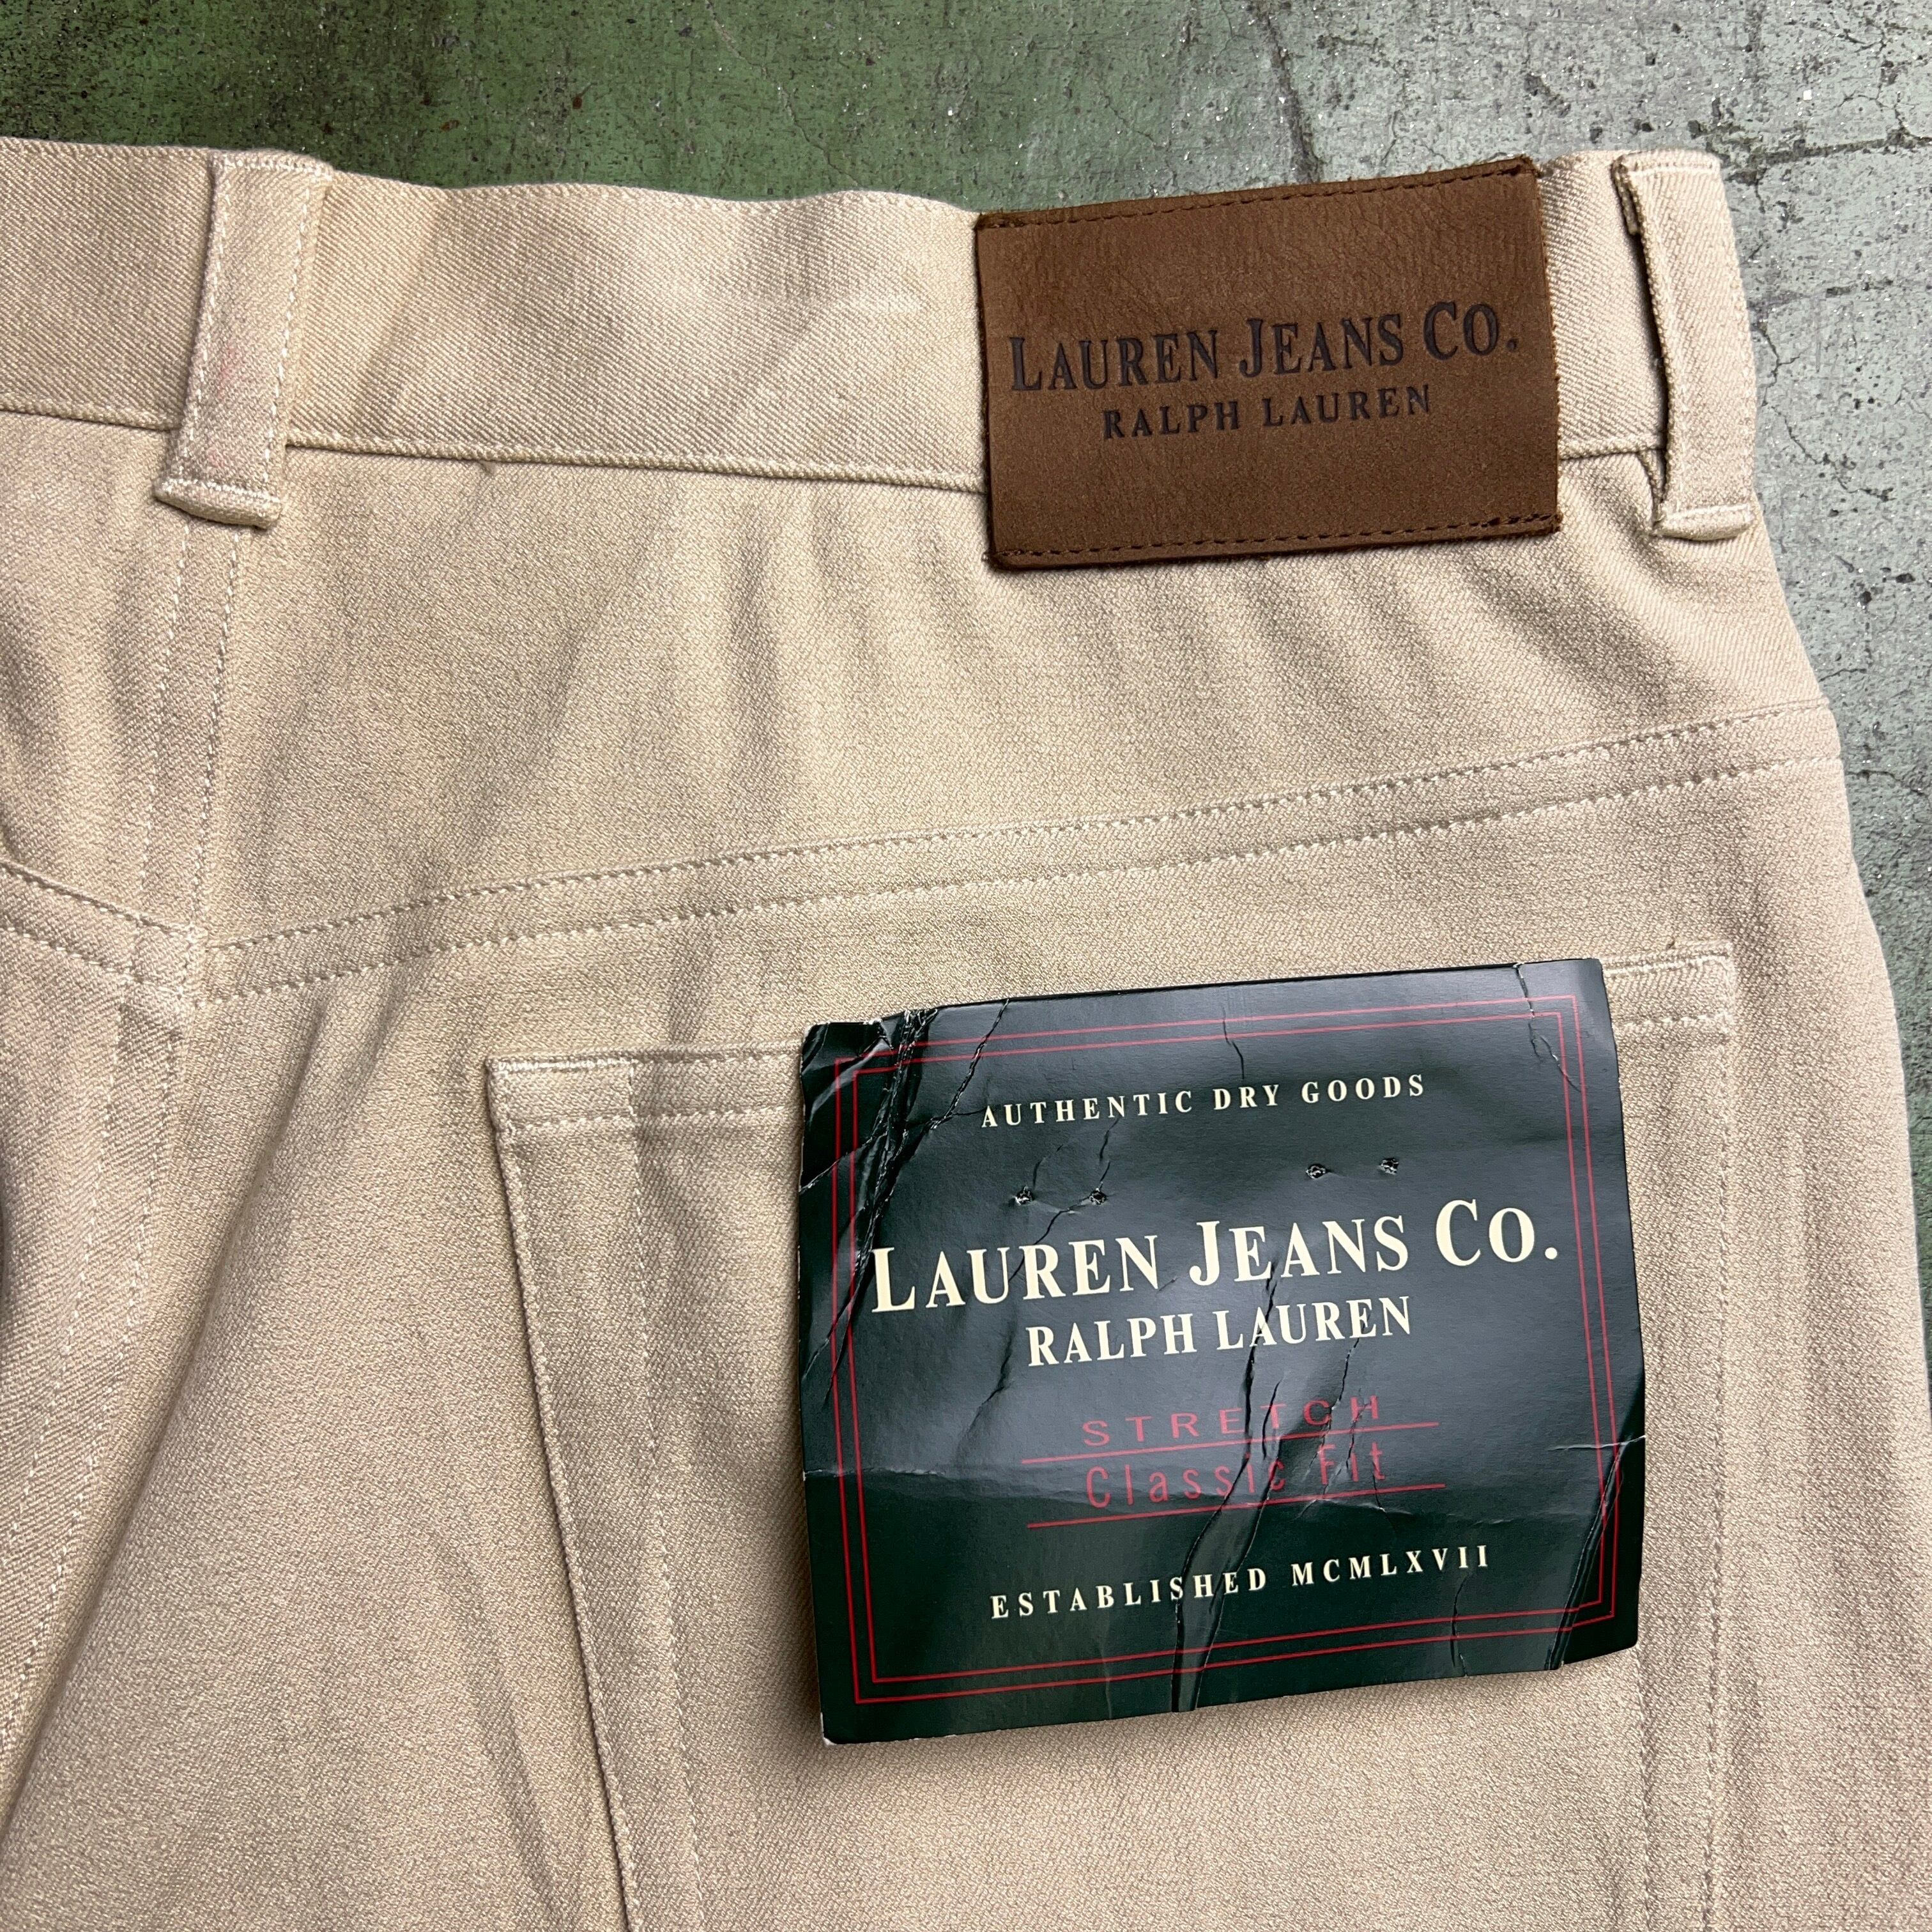 LAUREN JEANS CO.
RALPH LAUREN
AUTHENTIC DRY GOODS
LAUREN JEANS CO.
RALPH LAUREN
STRETCH
Classic Fit
ESTABLISHED MCMLXVII